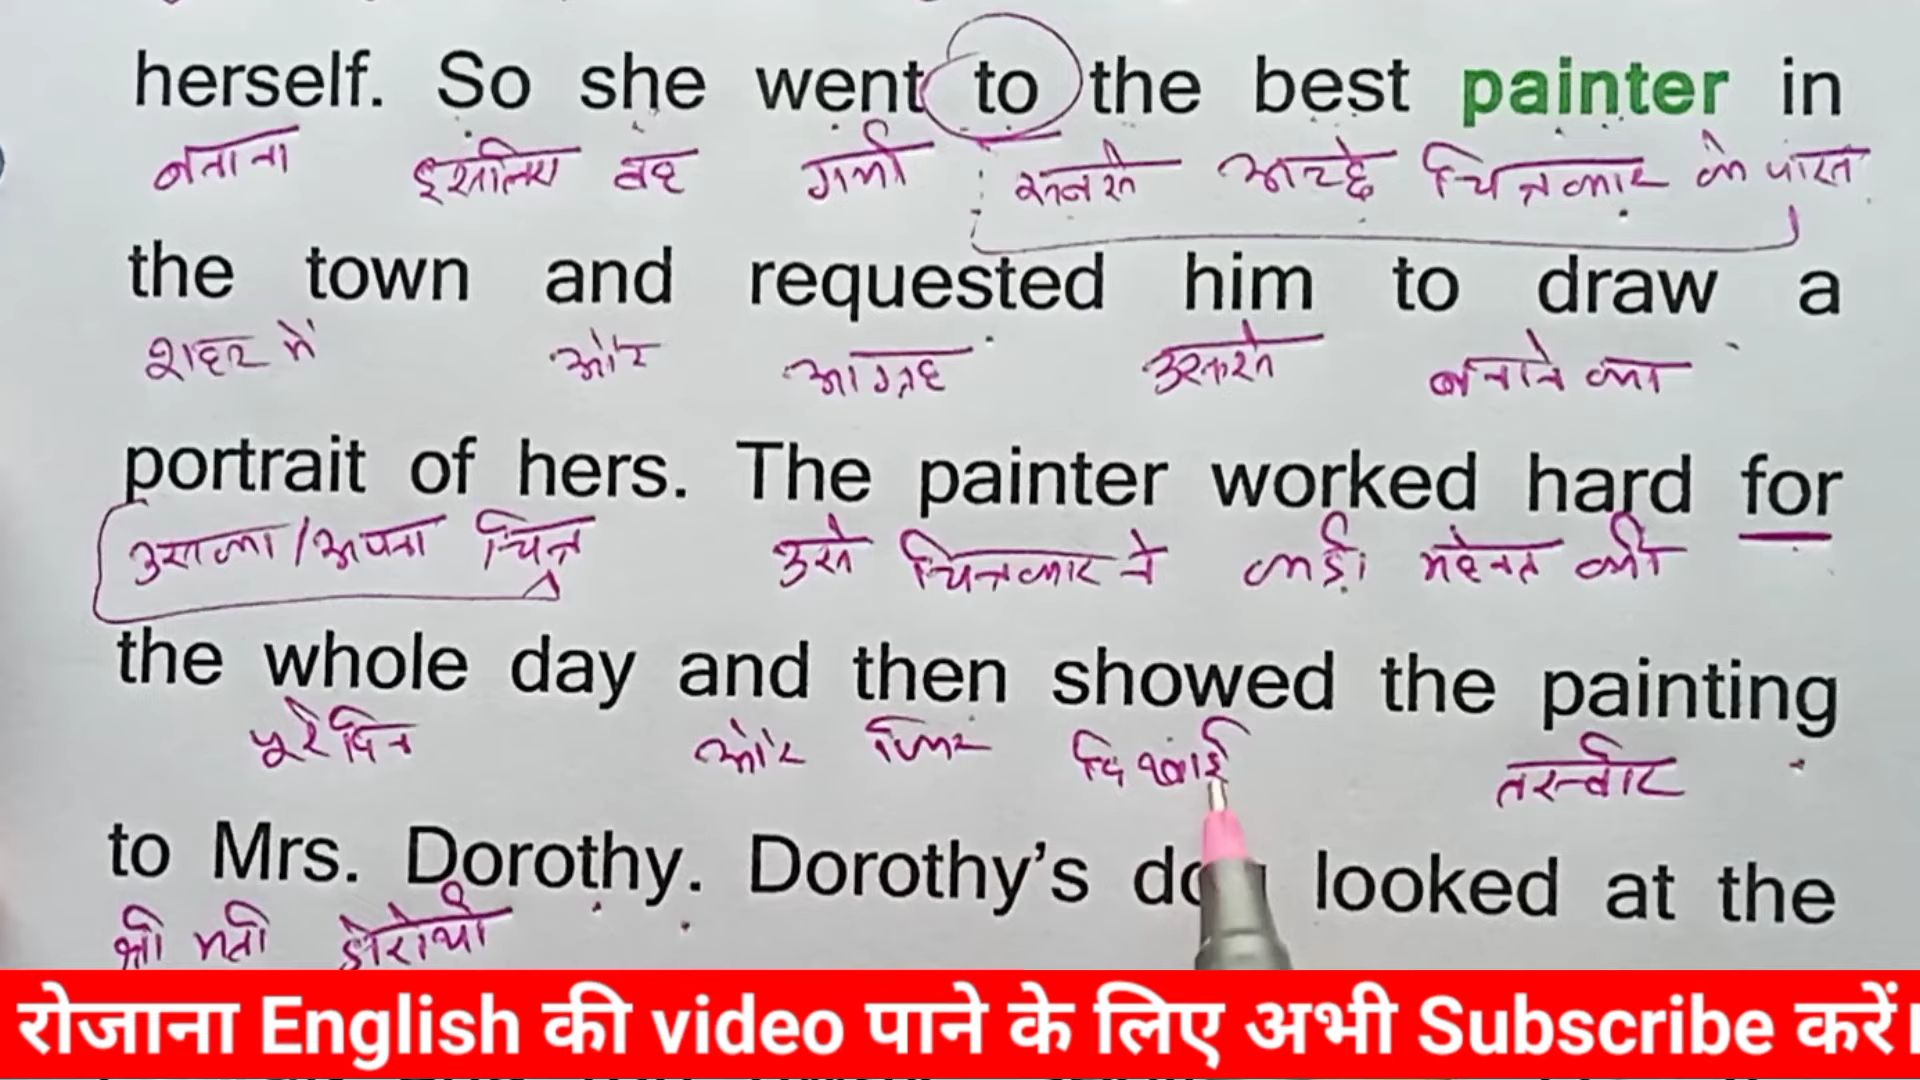 herself. So she went to the best painter in
बनाना इसलिए वह गयी सबसे अच्छे चित्रकार के पास
the town and requested him to draw a
शहर में और आग्रह उससे बनाने का
portrait of hers. The painter worked hard for
उसका/अपना चित्र उस चित्रकार ने कड़ी मेहनत की
the whole day and then showed the painting
पूरे दिन और फिर दिखाई तस्वीर
to Mrs. Dorothy. Dorothy's looked at the
श्रीमती डोरोथी
रोजाना English की video पाने के लिए अभी Subscribe करें।